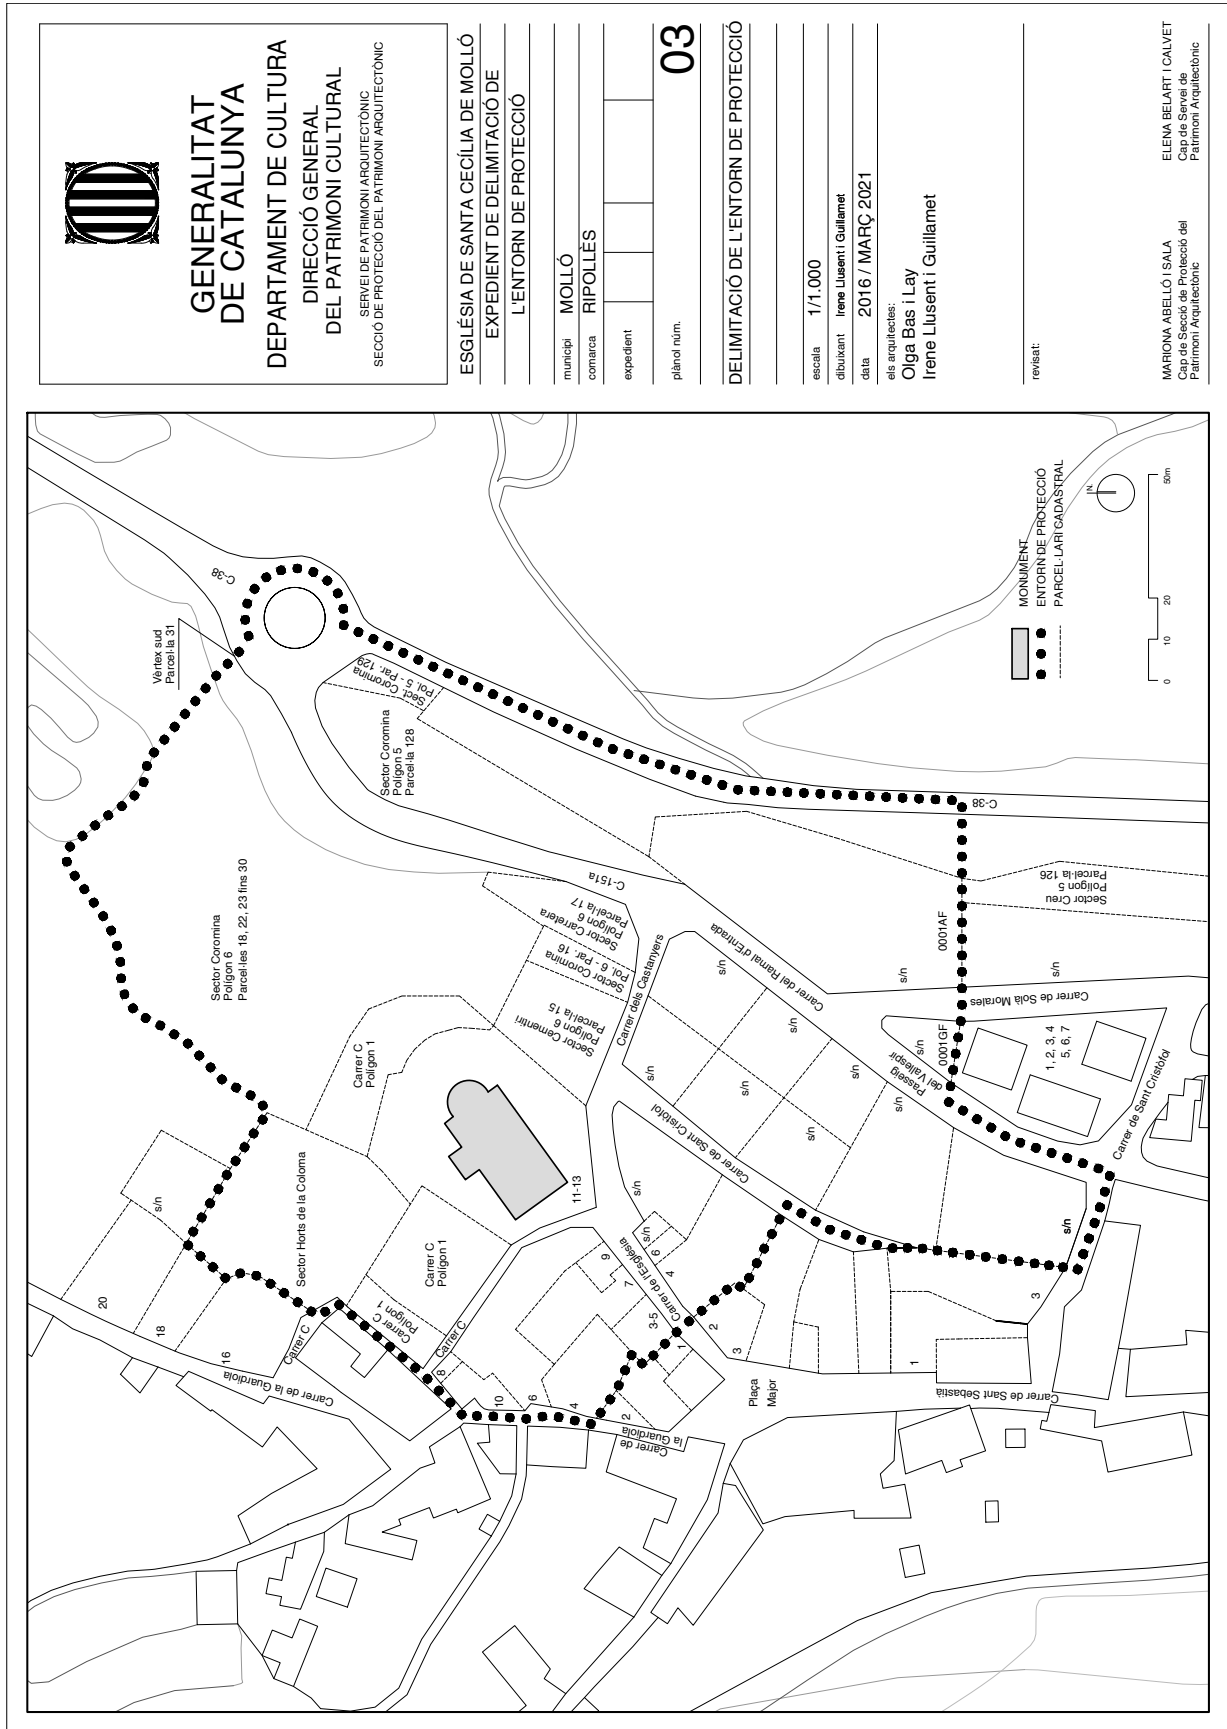 GENERALITAT
DE CATALUNYA
DEPARTAMENT DE CULTURA
DIRECCIÓ GENERAL
DEL PATRIMONI CULTURAL
SERVEI DE PATRIMONI ARQUITECTÒNIC
SECCIÓ DE PROTECCIÓ DEL PATRIMONI ARQUITECTÒNIC
ESGLÉSIA DE SANTA CECÍLIA DE MOLLÓ
EXPEDIENT DE DELIMITACIÓ DE
L'ENTORN DE PROTECCIÓ
municipi MOLLÓ
comarca RIPOLLÈS
expedient
plànol núm. 03
DELIMITACIÓ DE L'ENTORN DE PROTECCIÓ
escala 1/1.000
dibuixant Irene Llusent i Guillamet
data 2016 / MARÇ 2021
els arquitectes:
Olga Bas i Lay
Irene Llusent i Guillamet
revisat:
MARIONA ABELLÓ I SALA
Cap de Secció de Protecció del
Patrimoni Arquitectònic
ELENA BELART I CALVET
Cap de Servei de
Patrimoni Arquitectònic
C-38
Vèrtex sud
Parcel·la 31
Sect. Coromina
Pol. 5 - Par. 129
Sector Coromina
Polígon 5
Parcel·la 128
Sector Coromina
Polígon 6
Parcel·les 18, 22, 23 fins 30
C-151a
Sector Carretera
Polígon 6
Parcel·la 17
Sector Coromina
Pol. 6 - Par. 16
Sector Cementiri
Polígon 6
Parcel·la 15
Carrer dels Castanyers
Carrer C
Polígon 1
Sector Horts de la Coloma
Carrer C
Polígon 1
Carrer C
Polígon 1
Carrer C
Carrer C
11-13
20
s/n
18
16
Carrer de la Guardiola
8
10
6
4
2
Carrer de
la Guardiola
9
7
3-5
1
Carrer de l'Església
s/n
s/n
6
4
2
3
Plaça
Major
1
3
Carrer de Sant Sebastià
Carrer de Sant Cristòfol
s/n
s/n
s/n
s/n
s/n
s/n
s/n
s/n
Carrer del Ramal d'Entrada
Passeig
del Vallespir
s/n
0001GF
0001AF
s/n
s/n
Carrer de Solà Morales
1, 2, 3, 4
5, 6, 7
Carrer de Sant Cristòfol
Sector Creu
Polígon 5
Parcel·la 126
C-38
MONUMENT
ENTORN DE PROTECCIÓ
PARCEL·LARI CADASTRAL
N
0 10 20 50m